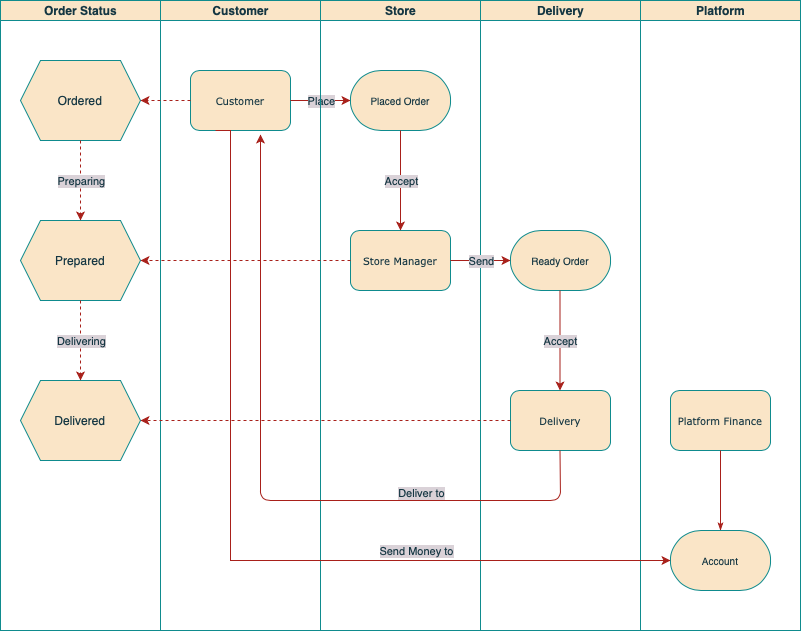 Order Status
Customer
Store
Delivery
Platform
Ordered
Customer
Place
Placed Order
Preparing
Accept
Prepared
Store Manager
Send
Ready Order
Delivering
Accept
Delivered
Delivery
Platform Finance
Deliver to
Send Money to
Account